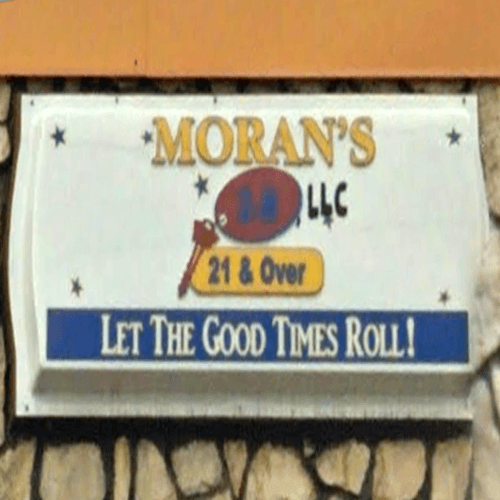 MORAN'S
LLC
21 & Over
LET THE GOOD TIMES ROLL!